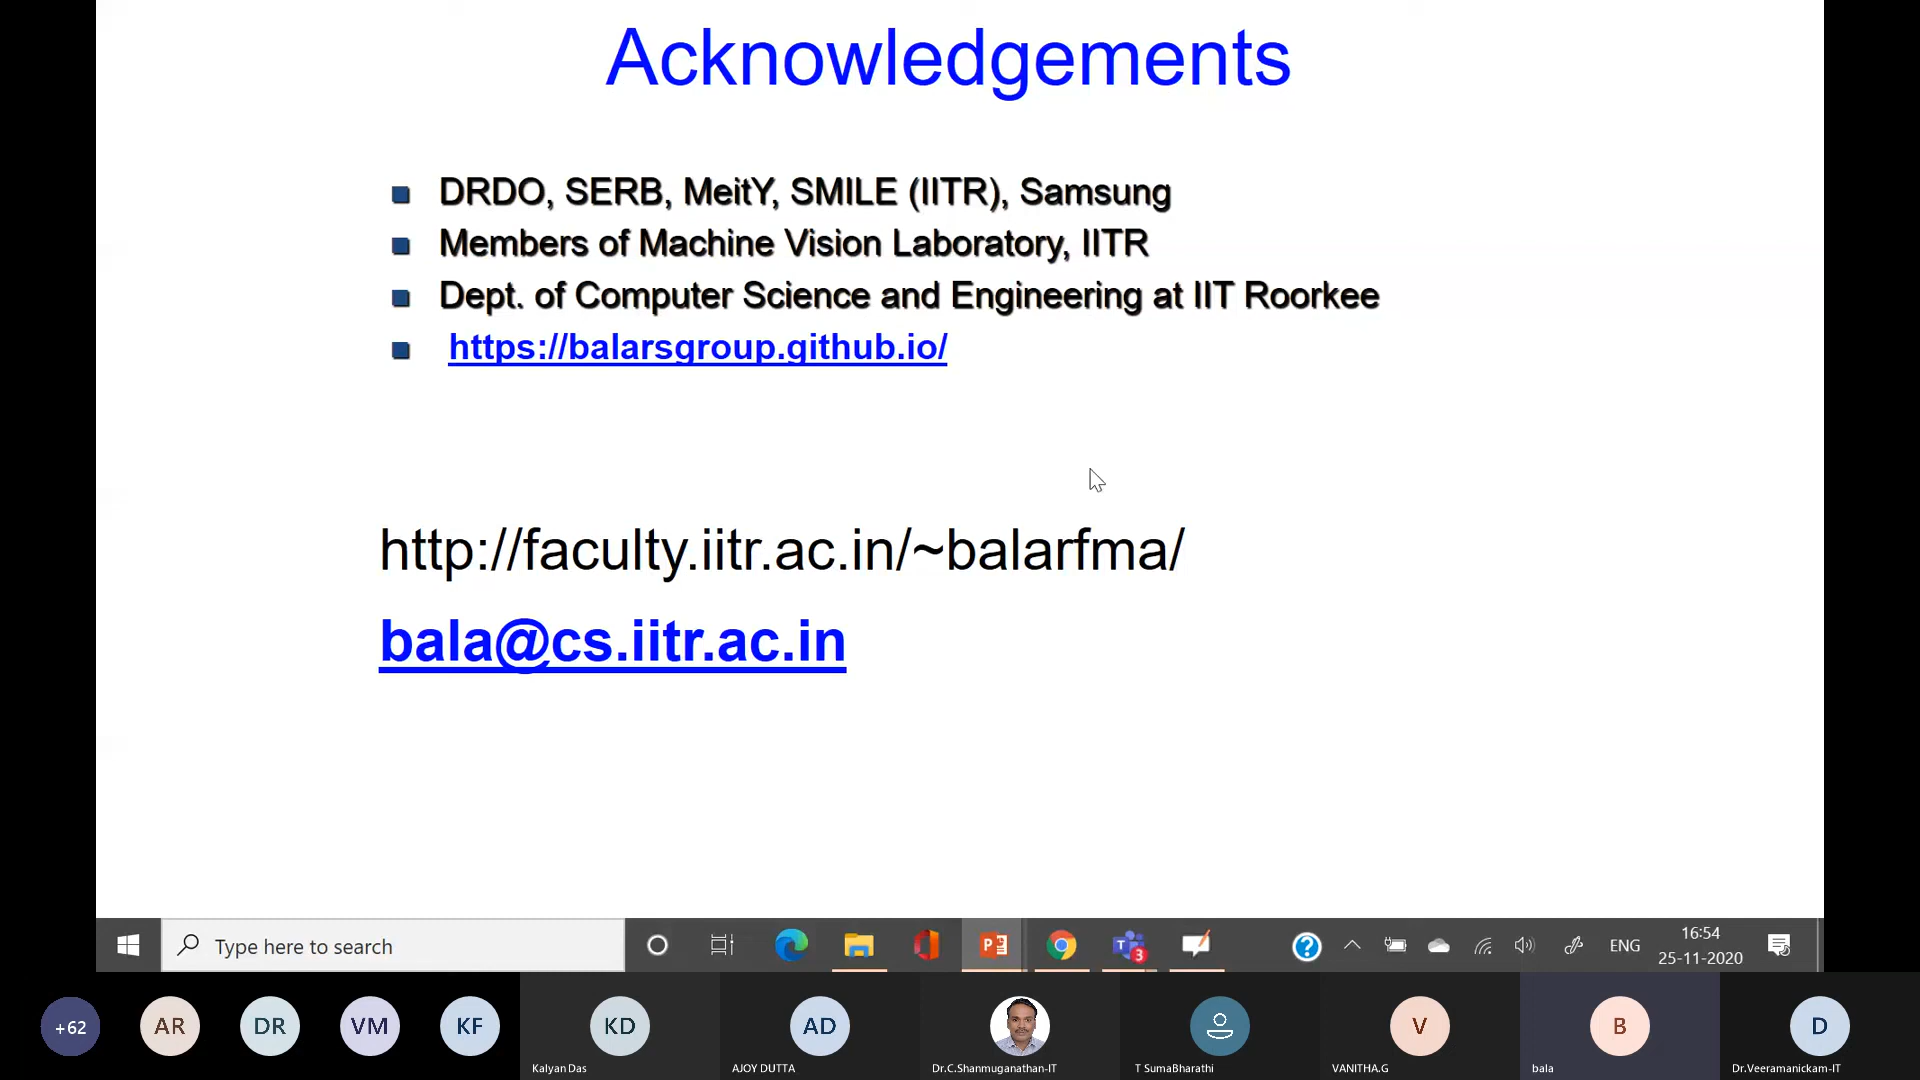 Acknowledgements
DRDO, SERB, MeitY, SMILE (IITR), Samsung
Members of Machine Vision Laboratory, IITR
Dept. of Computer Science and Engineering at IIT Roorkee
https://balarsgroup.github.io/
http://faculty.iitr.ac.in/~balarfma/
bala@cs.iitr.ac.in
Type here to search
3
ENG
16:54
25-11-2020
+62
AR
DR
VM
KF
KD
AD
V
B
D
Kalyan Das
AJOY DUTTA
Dr.C.Shanmuganathan-IT
T SumaBharathi
VANITHA.G
bala
Dr.Veeramanickam-IT